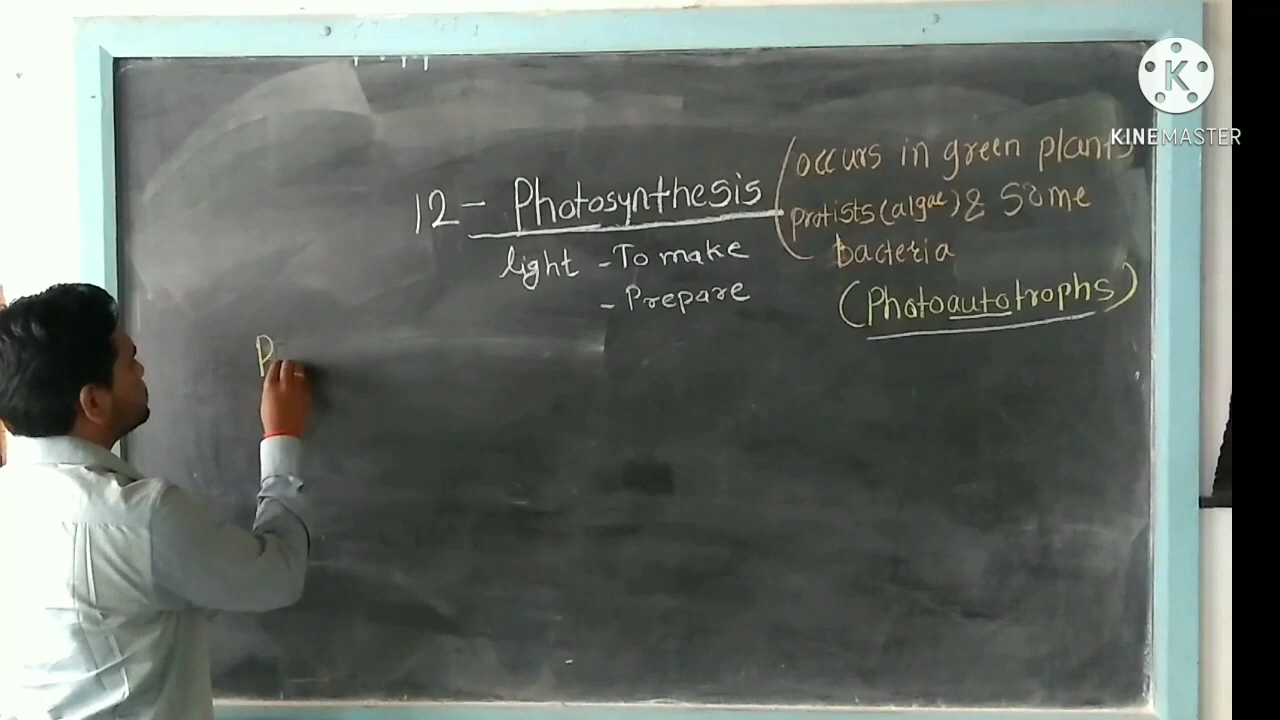 12- Photosynthesis
light - To make
- Prepare
occurs in green plants
protists (algae) & Some
bacteria
(Photoautotrophs)
P
K
KINEMASTER